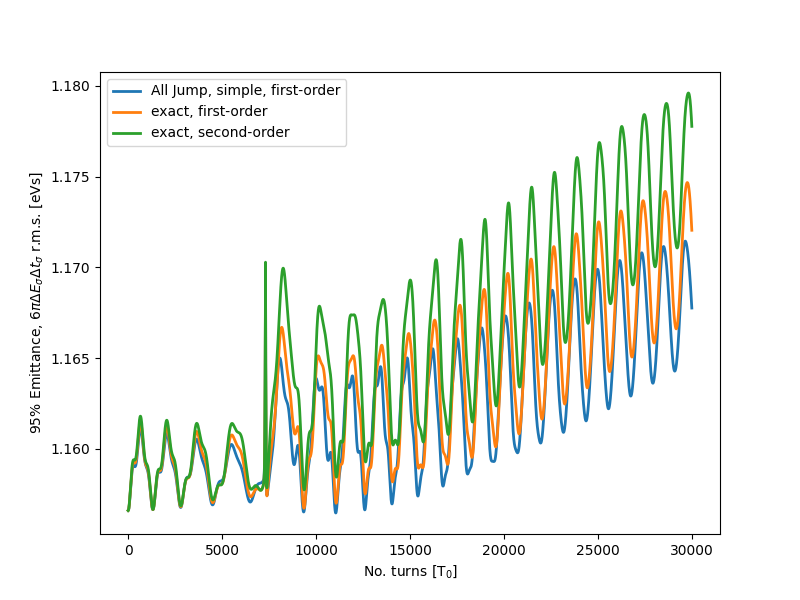 1.180
1.175
1.170
1.165
1.160
95% Emittance, 6πΔE_σΔt_σ r.m.s. [eVs]
All Jump, simple, first-order
exact, first-order
exact, second-order
0 5000 10000 15000 20000 25000 30000
No. turns [T₀]